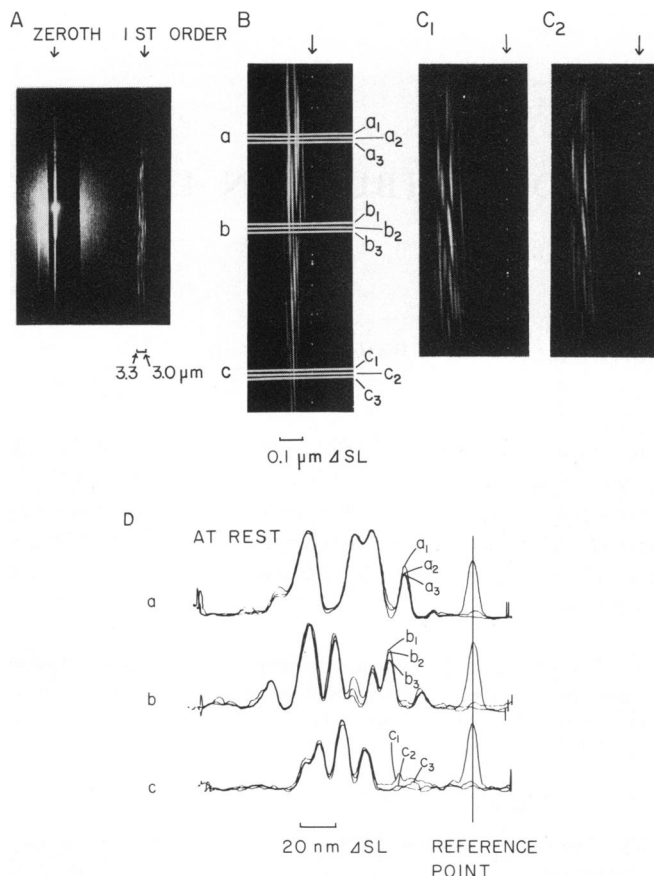 A
ZEROTH 1 ST ORDER
3.3 3.0 μm
B
a
a₁
a₂
a₃
b
b₁
b₂
b₃
c
c₁
c₂
c₃
0.1 μm ⊿SL
C₁
C₂
D
AT REST
a
a₁
a₂
a₃
b
b₁
b₂
b₃
c
c₁
c₂
c₃
20 nm ⊿SL
REFERENCE
POINT